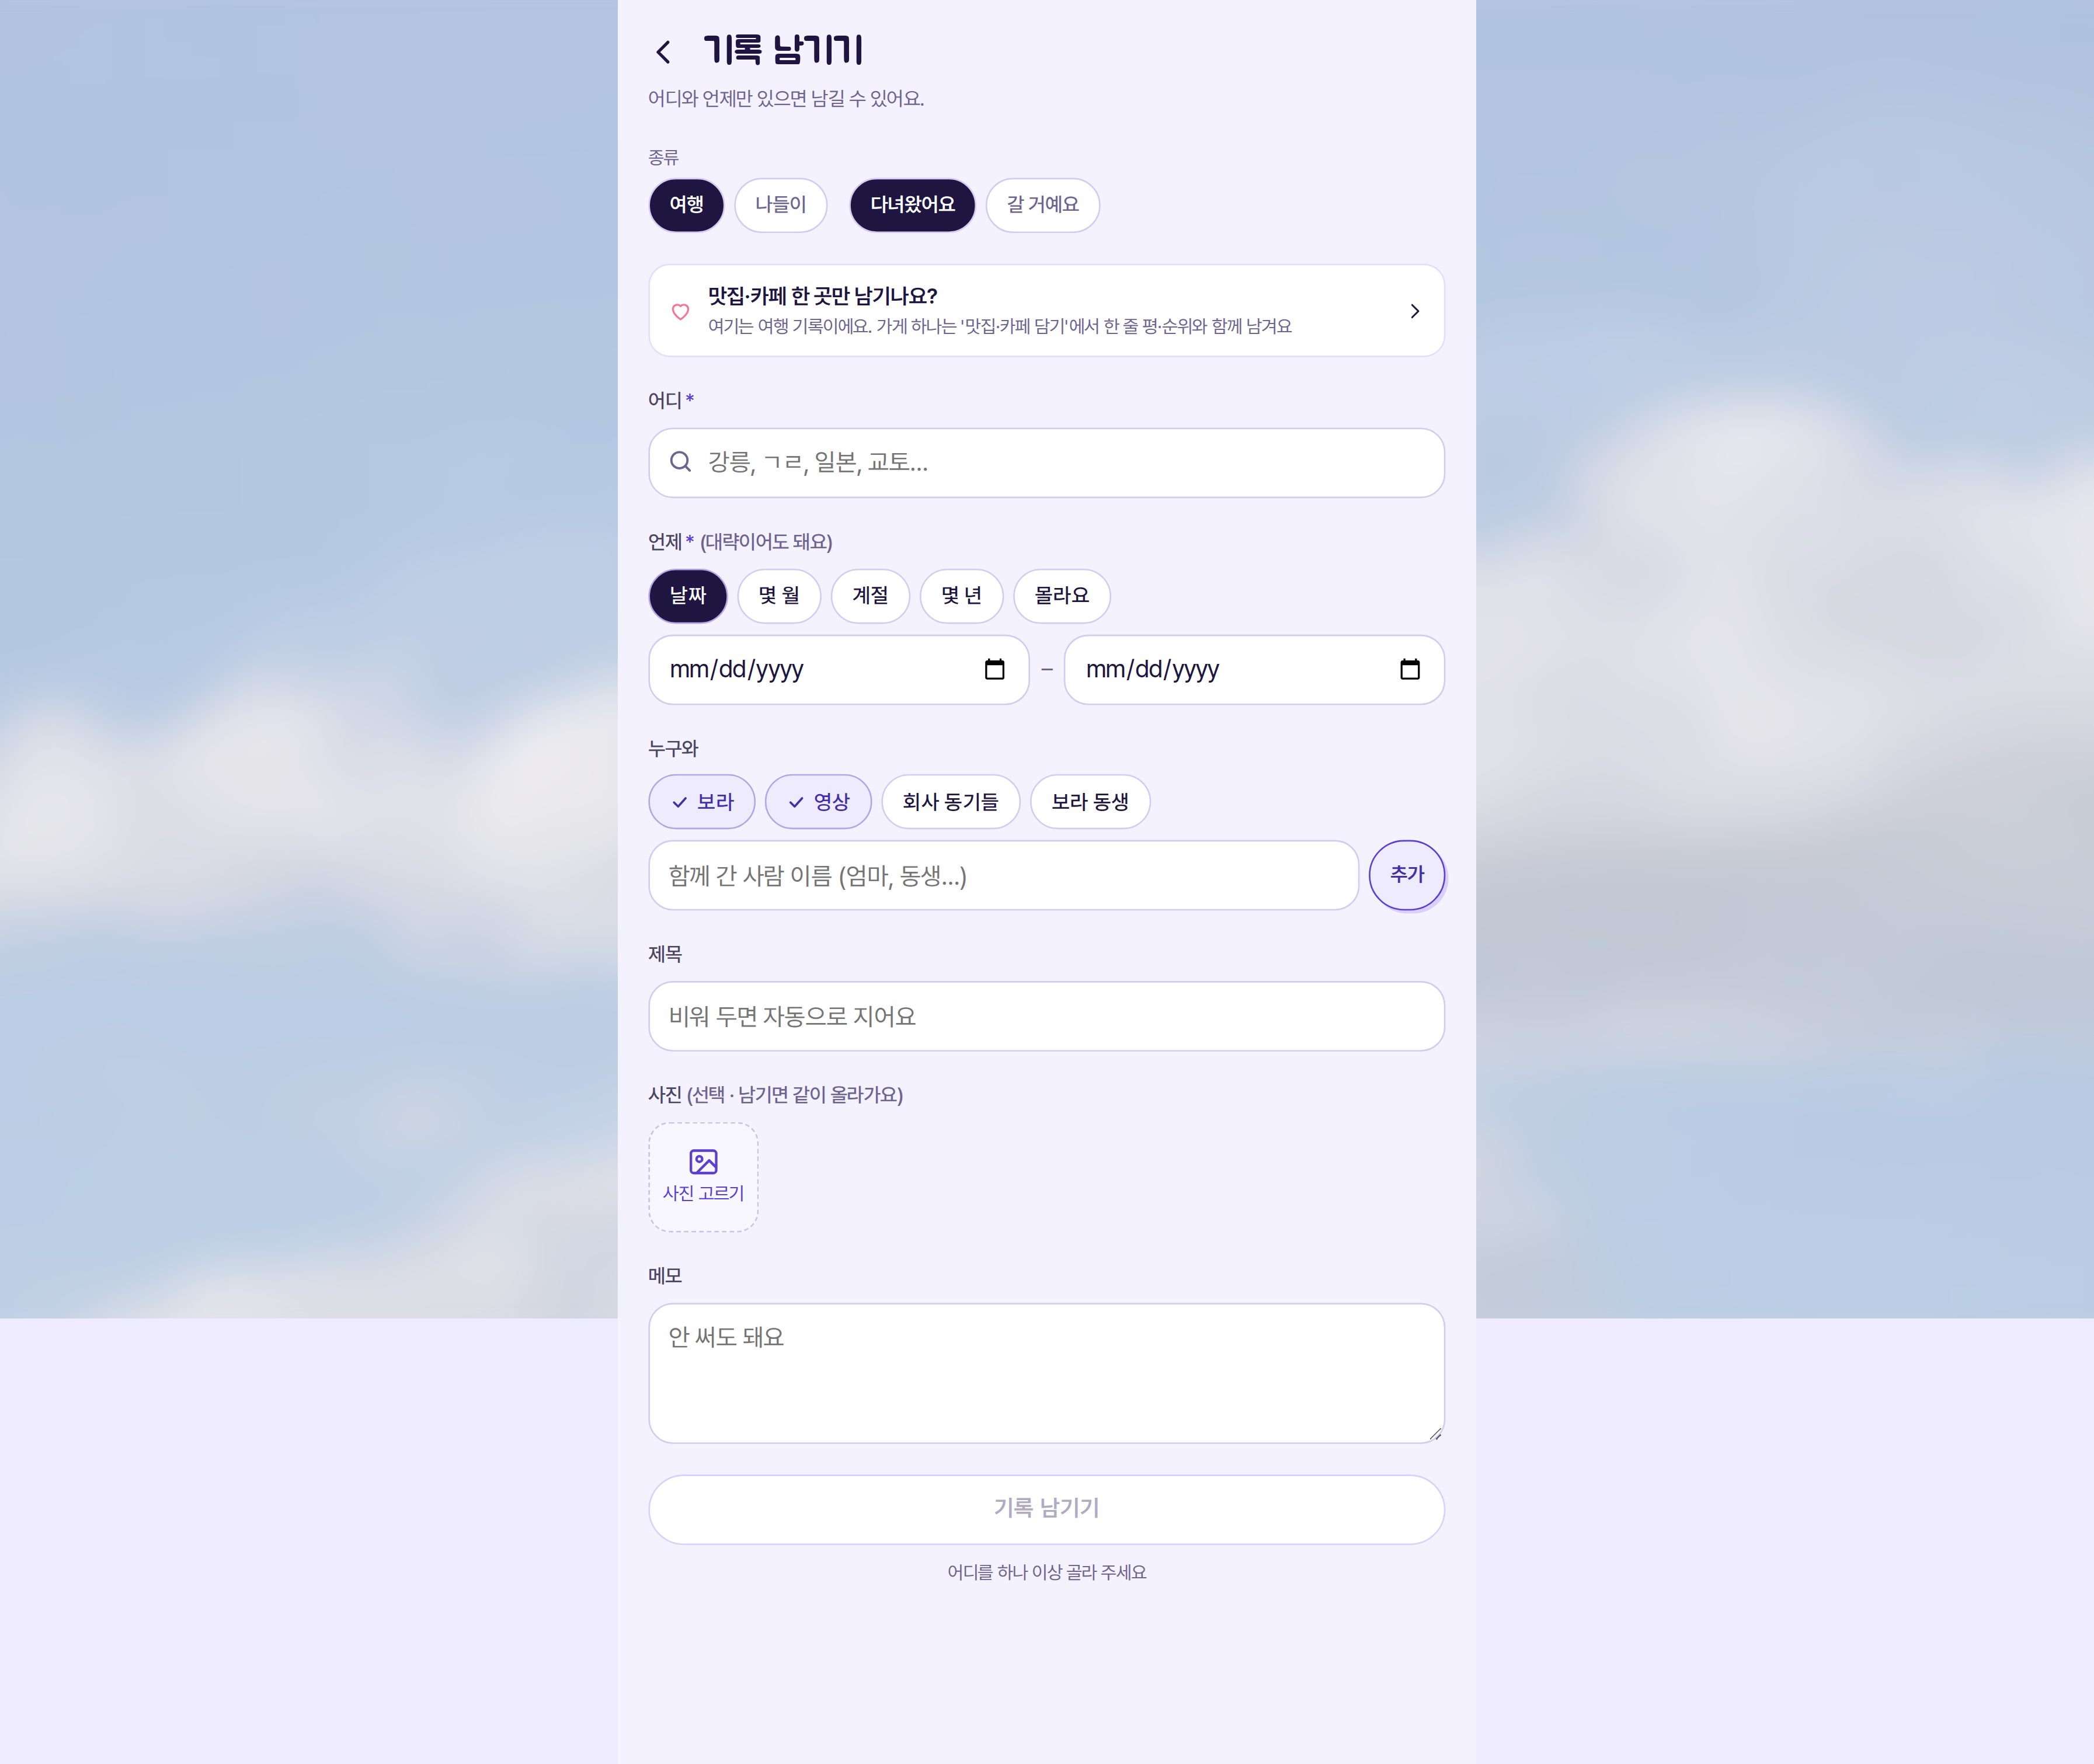 기록 남기기
어디와 언제만 있으면 남길 수 있어요.
종류
여행 나들이 다녀왔어요 갈 거예요
맛집·카페 한 곳만 남기나요?
여기는 여행 기록이에요. 가게 하나는 '맛집·카페 담기'에서 한 줄 평·순위와 함께 남겨요
어디 *
강릉, ㄱㄹ, 일본, 교토...
언제 * (대략이어도 돼요)
날짜 몇 월 계절 몇 년 몰라요
mm/dd/yyyy – mm/dd/yyyy
누구와
보라 영상 회사 동기들 보라 동생
함께 간 사람 이름 (엄마, 동생...) 추가
제목
비워 두면 자동으로 지어요
사진 (선택 · 남기면 같이 올라가요)
사진 고르기
메모
안 써도 돼요
기록 남기기
어디를 하나 이상 골라 주세요